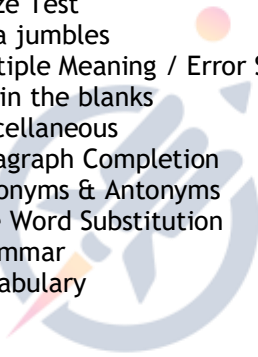 ze Test
a jumbles
tiple Meaning / Error S
in the blanks
cellaneous
agraph Completion
onyms & Antonyms
Word Substitution
mmar
abulary